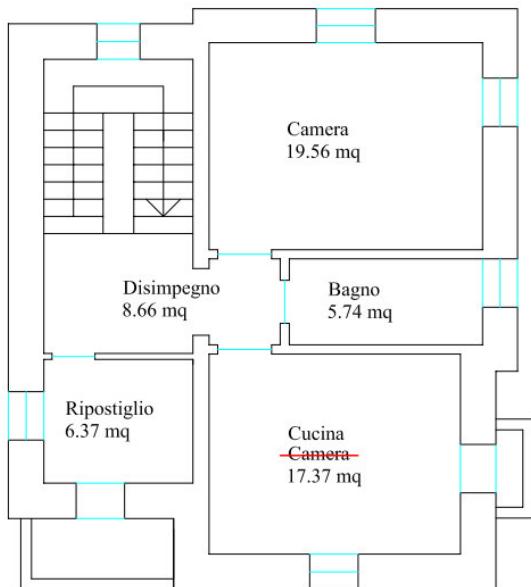 Camera
19.56 mq
Disimpegno
8.66 mq
Bagno
5.74 mq
Ripostiglio
6.37 mq
Cucina
Camera
17.37 mq